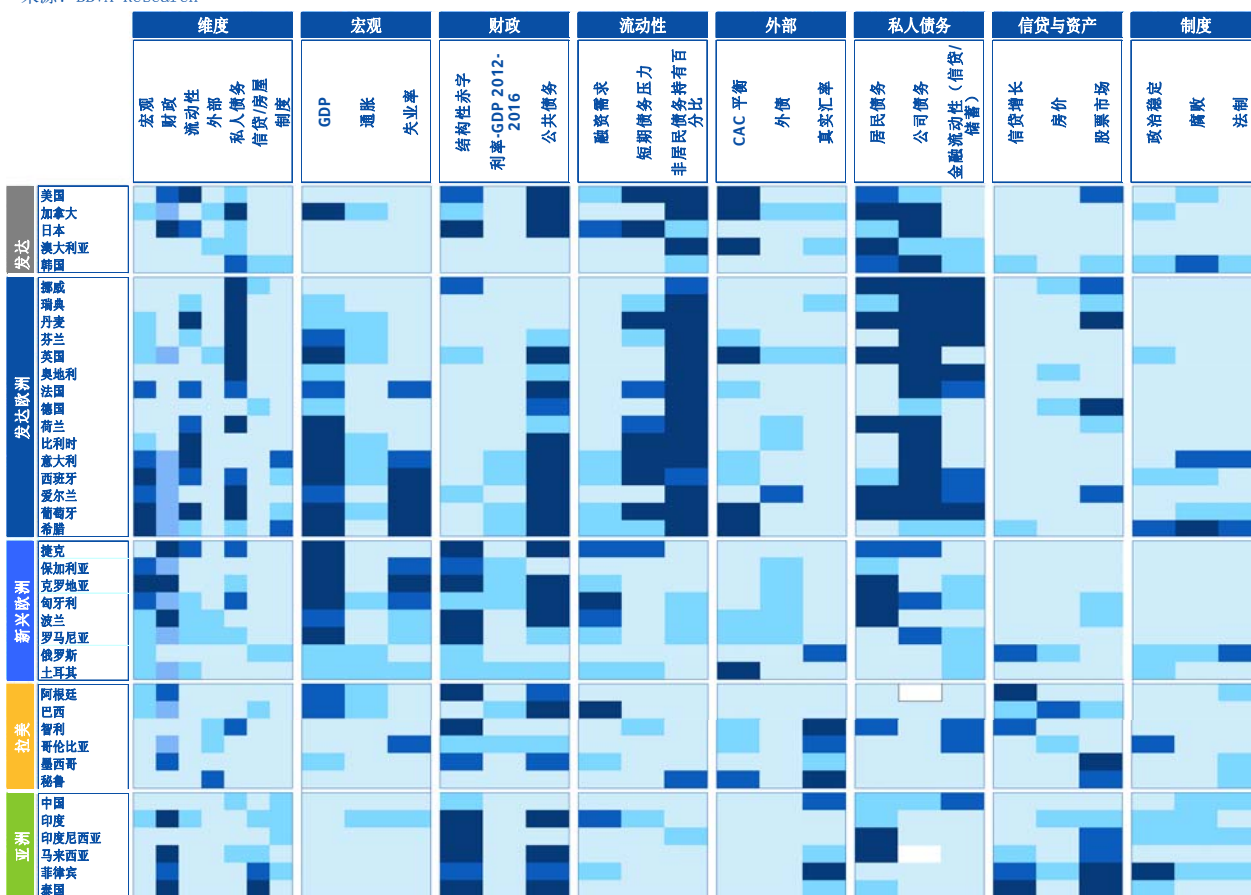 来源: BBVA Research
维度 宏观 财政 流动性 外部 私人债务 信贷与资产 制度
宏观
财政
流动性
外部
私人债务
信贷/房屋
制度
GDP
通胀
失业率
结构性赤字
利率-GDP 2012-
2016
公共债务
融资需求
短期债务压力
非居民债务持有百
分比
CAC 平衡
外债
真实汇率
居民债务
公司债务
金融流动性（信贷/
储蓄）
信贷增长
房价
股票市场
政治稳定
腐败
法制
发达
美国
加拿大
日本
澳大利亚
韩国
发达欧洲
挪威
瑞典
丹麦
芬兰
英国
奥地利
法国
德国
荷兰
比利时
意大利
西班牙
爱尔兰
葡萄牙
希腊
新兴欧洲
捷克
保加利亚
克罗地亚
匈牙利
波兰
罗马尼亚
俄罗斯
土耳其
拉美
阿根廷
巴西
智利
哥伦比亚
墨西哥
秘鲁
亚洲
中国
印度
印度尼西亚
马来西亚
菲律宾
泰国